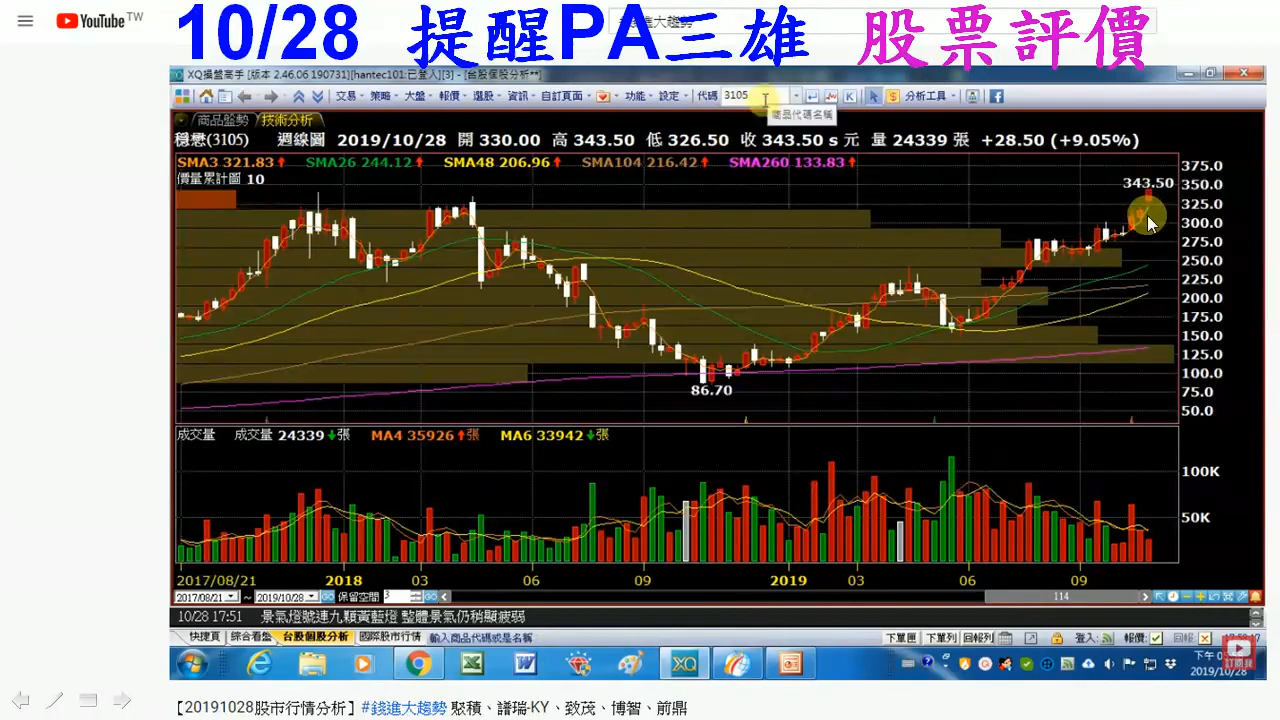 YouTube TW
10/28 提醒PA三雄 股票評價
XQ操盤高手 [版本 2.46.06 190731][hantec101:已登入][3] - [台股個股分析**]
交易 策略 大盤 報價 選股 資訊 自訂頁面 功能 設定 代碼 3105 分析工具
商品代碼名稱
商品盤勢 技術分析
穩懋(3105) 週線圖 2019/10/28 開 330.00 高 343.50 低 326.50 收 343.50 s 元 量 24339 張 +28.50 (+9.05%)
SMA3 321.83 SMA26 244.12 SMA48 206.96 SMA104 216.42 SMA260 133.83
價量累計圖 10
375.0
343.50
350.0
325.0
300.0
275.0
250.0
225.0
200.0
175.0
150.0
125.0
100.0
86.70
75.0
50.0
成交量 成交量 24339 張 MA4 35926 張 MA6 33942 張
100K
50K
2017/08/21 2018 03 06 09 2019 03 06 09
2017/08/21 ~ 2019/10/28 保留空間 3 114
10/28 17:51 景氣燈號連九顆黃藍燈 整體景氣仍稍顯疲弱
快捷頁 綜合看盤 台股個股分析 國際股市行情 輸入商品代碼或是名稱 下單匣 下單列 回報列 登入: 報價: 回報:
下午
2019/10/28
訂閱我
【20191028股市行情分析】#錢進大趨勢 駁積、譜瑞-KY、致茂、博智、前鼎